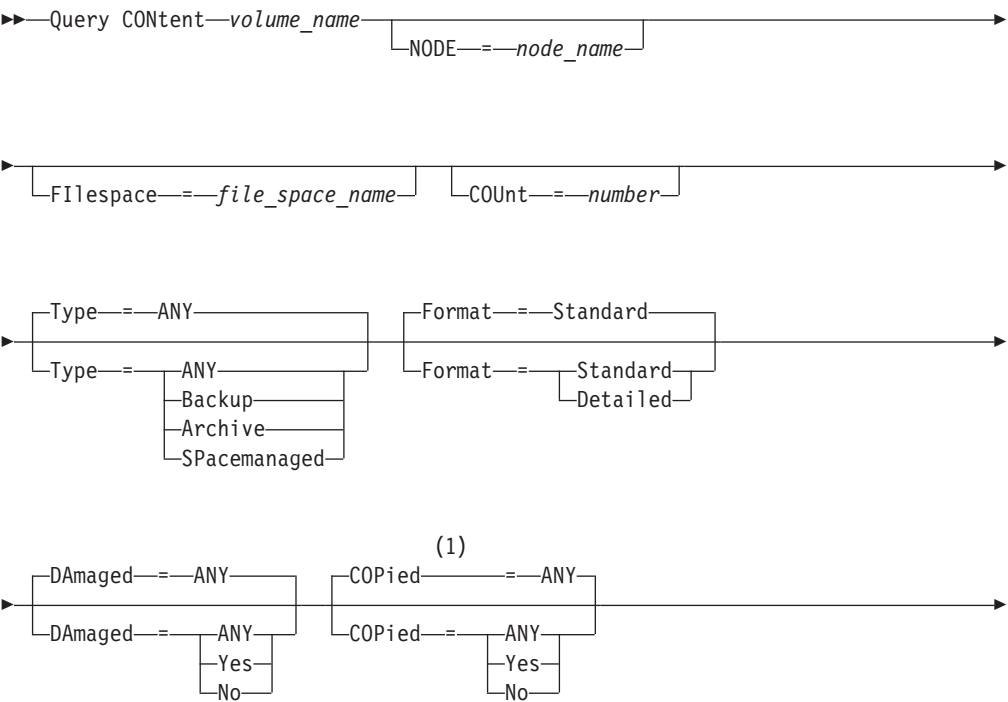 Query CONtent volume_name
NODE = node_name
FIlespace = file_space_name COUnt = number
Type = ANY Format = Standard
Type = ANY Format = Standard
Backup Detailed
Archive
SPacemanaged
(1)
DAmaged = ANY COPied = ANY
DAmaged = ANY COPied = ANY
Yes Yes
No No